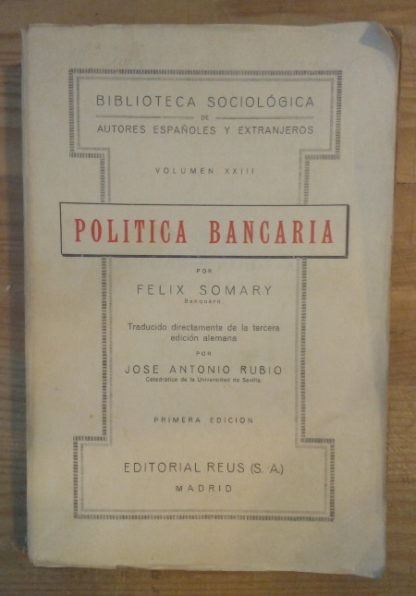 BIBLIOTECA SOCIOLÓGICA
DE
AUTORES ESPAÑOLES Y EXTRANJEROS
VOLUMEN XXIII
POLITICA BANCARIA
POR
FELIX SOMARY
Banquero.
Traducido directamente de la tercera
edición alemana
POR
JOSE ANTONIO RUBIO
Catedrático de la Universidad de Sevilla.
PRIMERA EDICION
EDITORIAL REUS (S. A.)
MADRID